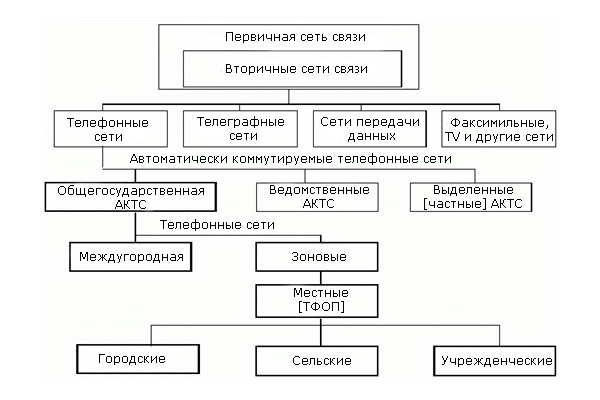 Первичная сеть связи
Вторичные сети связи
Телефонные
сети
Телеграфные
сети
Сети передачи
данных
Факсимильные,
TV и другие сети
Автоматически коммутируемые телефонные сети
Общегосударственная
АКТС
Ведомственные
АКТС
Выделенные
[частные] АКТС
Телефонные сети
Междугородная
Зоновые
Местные
[ТФОП]
Городские
Сельские
Учрежденческие